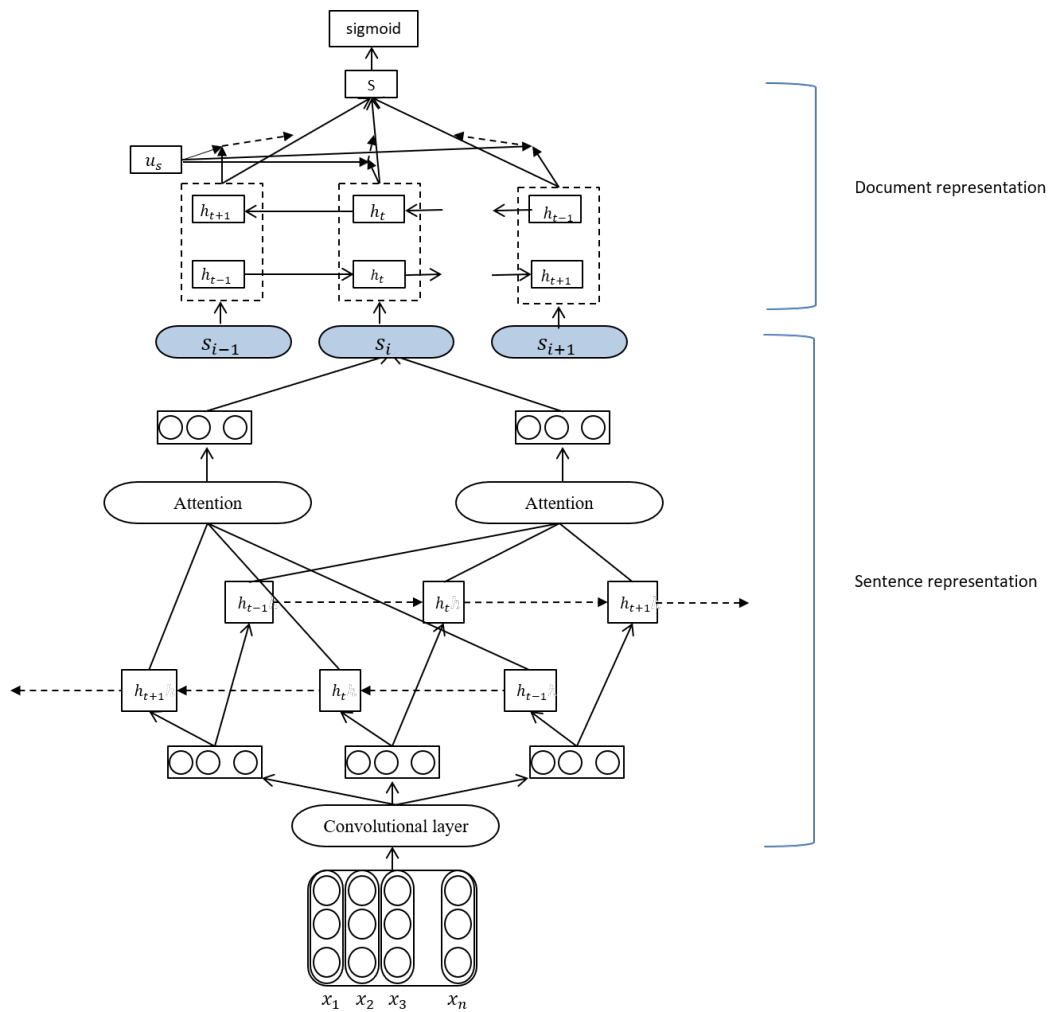 sigmoid
S
u_s
Document representation
h_{t+1}
h_t
h_{t-1}
h_{t-1}
h_t
h_{t+1}
S_{i-1}
S_i
S_{i+1}
Attention
Attention
Sentence representation
h_{t-1}
h_t
h_{t+1}
h_{t+1}
h_t
h_{t-1}
Convolutional layer
x_1
x_2
x_3
x_n